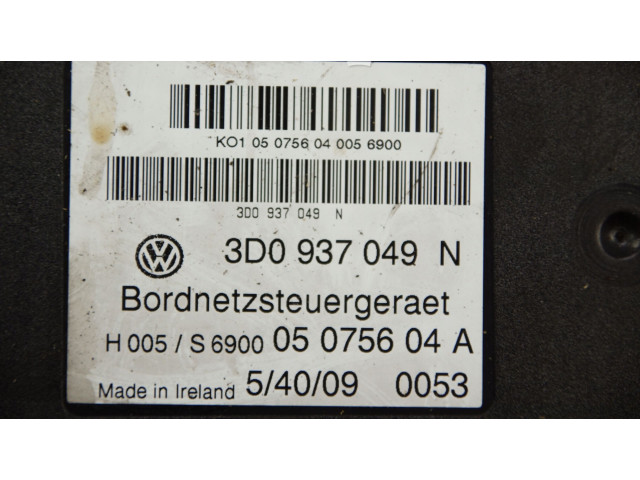 KO1 05 0756 04 005 6900
3D0 937 049 N
3D0 937 049 N
Bordnetzsteuergeraet
H 005 / S 6900 05 0756 04 A
Made in Ireland 5/40/09 0053